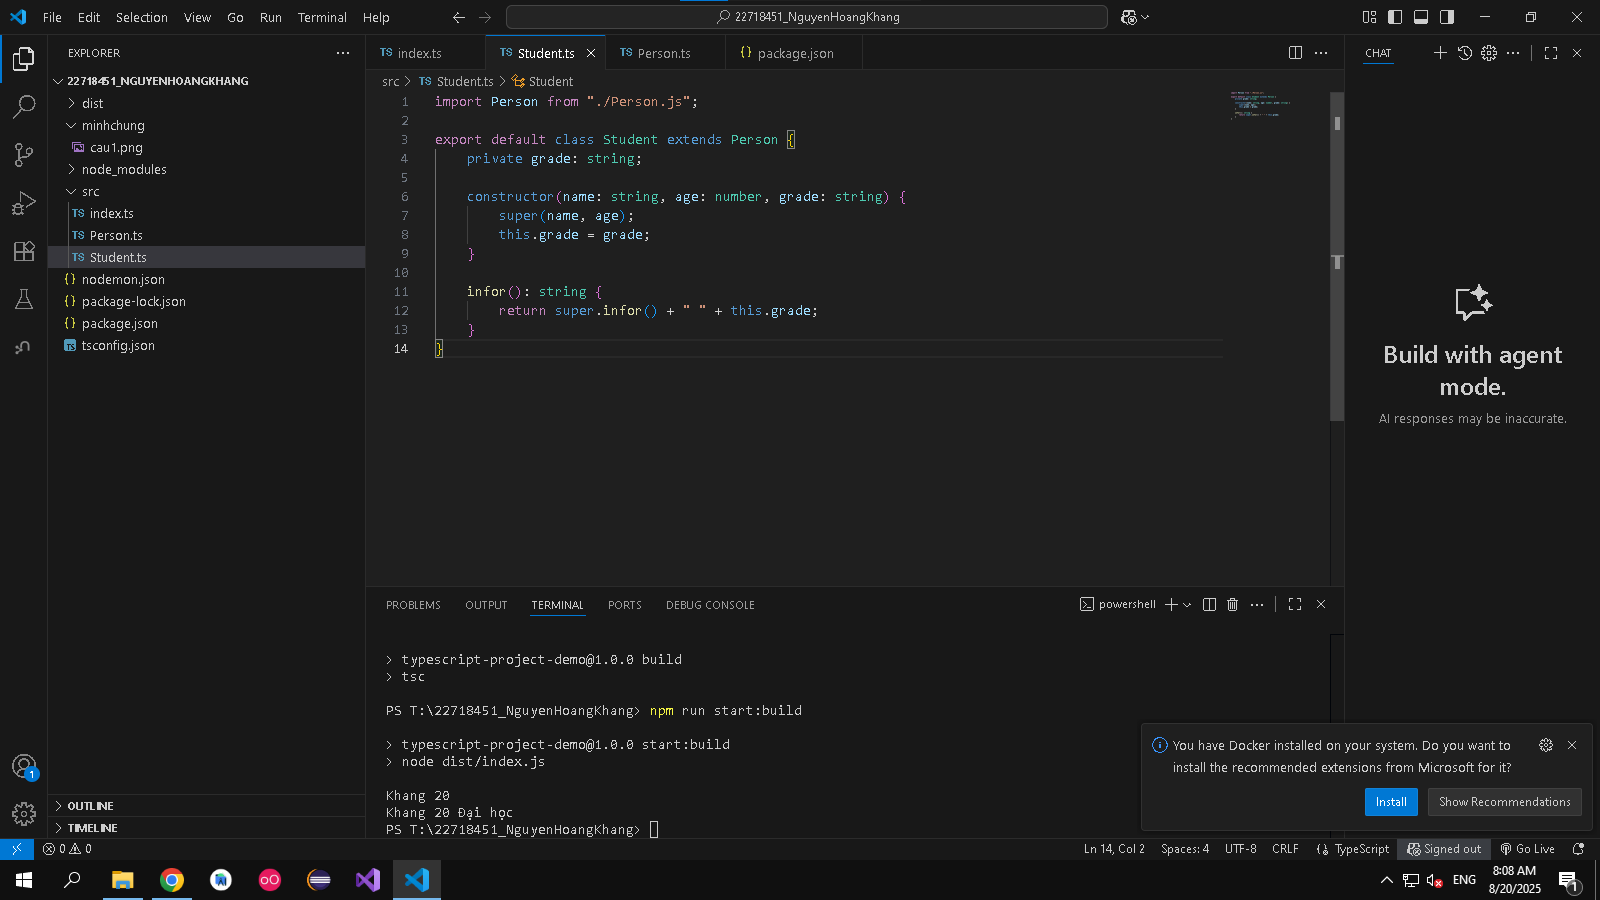 File Edit Selection View Go Run Terminal Help
22718451_NguyenHoangKhang
EXPLORER
22718451_NGUYENHOANGKHANG
dist
minhchung
cau1.png
node_modules
src
TS index.ts
TS Person.ts
TS Student.ts
{} nodemon.json
{} package-lock.json
{} package.json
TS tsconfig.json
OUTLINE
TIMELINE
TS index.ts TS Student.ts TS Person.ts {} package.json
src > TS Student.ts > Student
1 import Person from "./Person.js";
2
3 export default class Student extends Person {
4 private grade: string;
5
6 constructor(name: string, age: number, grade: string) {
7 super(name, age);
8 this.grade = grade;
9 }
10
11 infor(): string {
12 return super.infor() + " " + this.grade;
13 }
14 }
PROBLEMS OUTPUT TERMINAL PORTS DEBUG CONSOLE
powershell
> typescript-project-demo@1.0.0 build
> tsc
PS T:\22718451_NguyenHoangKhang> npm run start:build
> typescript-project-demo@1.0.0 start:build
> node dist/index.js
Khang 20
Khang 20 Đại học
PS T:\22718451_NguyenHoangKhang>
CHAT
Build with agent
mode.
AI responses may be inaccurate.
You have Docker installed on your system. Do you want to
install the recommended extensions from Microsoft for it?
Install Show Recommendations
1
0 0
Ln 14, Col 2 Spaces: 4 UTF-8 CRLF {} TypeScript Signed out Go Live
ENG
8:08 AM
8/20/2025
1